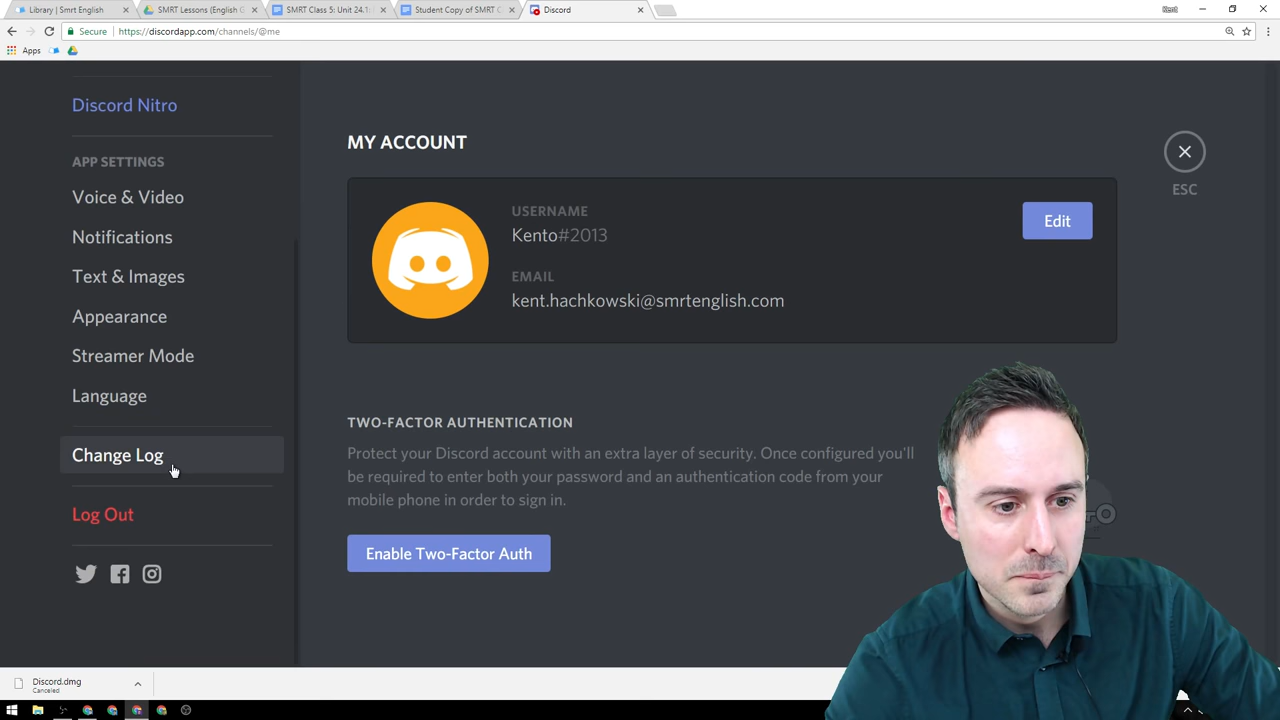 Library | Smrt English
SMRT Lessons (English G
SMRT Class 5: Unit 24.1
Student Copy of SMRT C
Discord
Kent
Secure
https://discordapp.com/channels/@me
Apps
Discord Nitro
APP SETTINGS
Voice & Video
Notifications
Text & Images
Appearance
Streamer Mode
Language
Change Log
Log Out
MY ACCOUNT
USERNAME
Kento#2013
EMAIL
kent.hachkowski@smrtenglish.com
Edit
ESC
TWO-FACTOR AUTHENTICATION
Protect your Discord account with an extra layer of security. Once configured you'll
be required to enter both your password and an authentication code from your
mobile phone in order to sign in.
Enable Two-Factor Auth
Discord.dmg
Canceled